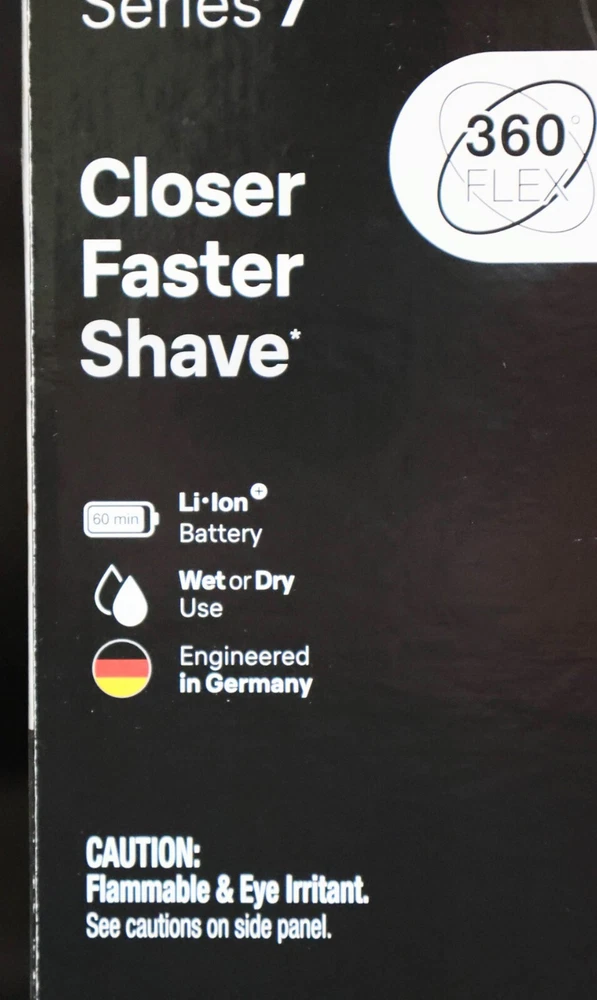 Series 7
360°
FLEX
Closer
Faster
Shave*
60 min
Li·Ion+
Battery
Wet or Dry
Use
Engineered
in Germany
CAUTION:
Flammable & Eye Irritant.
See cautions on side panel.